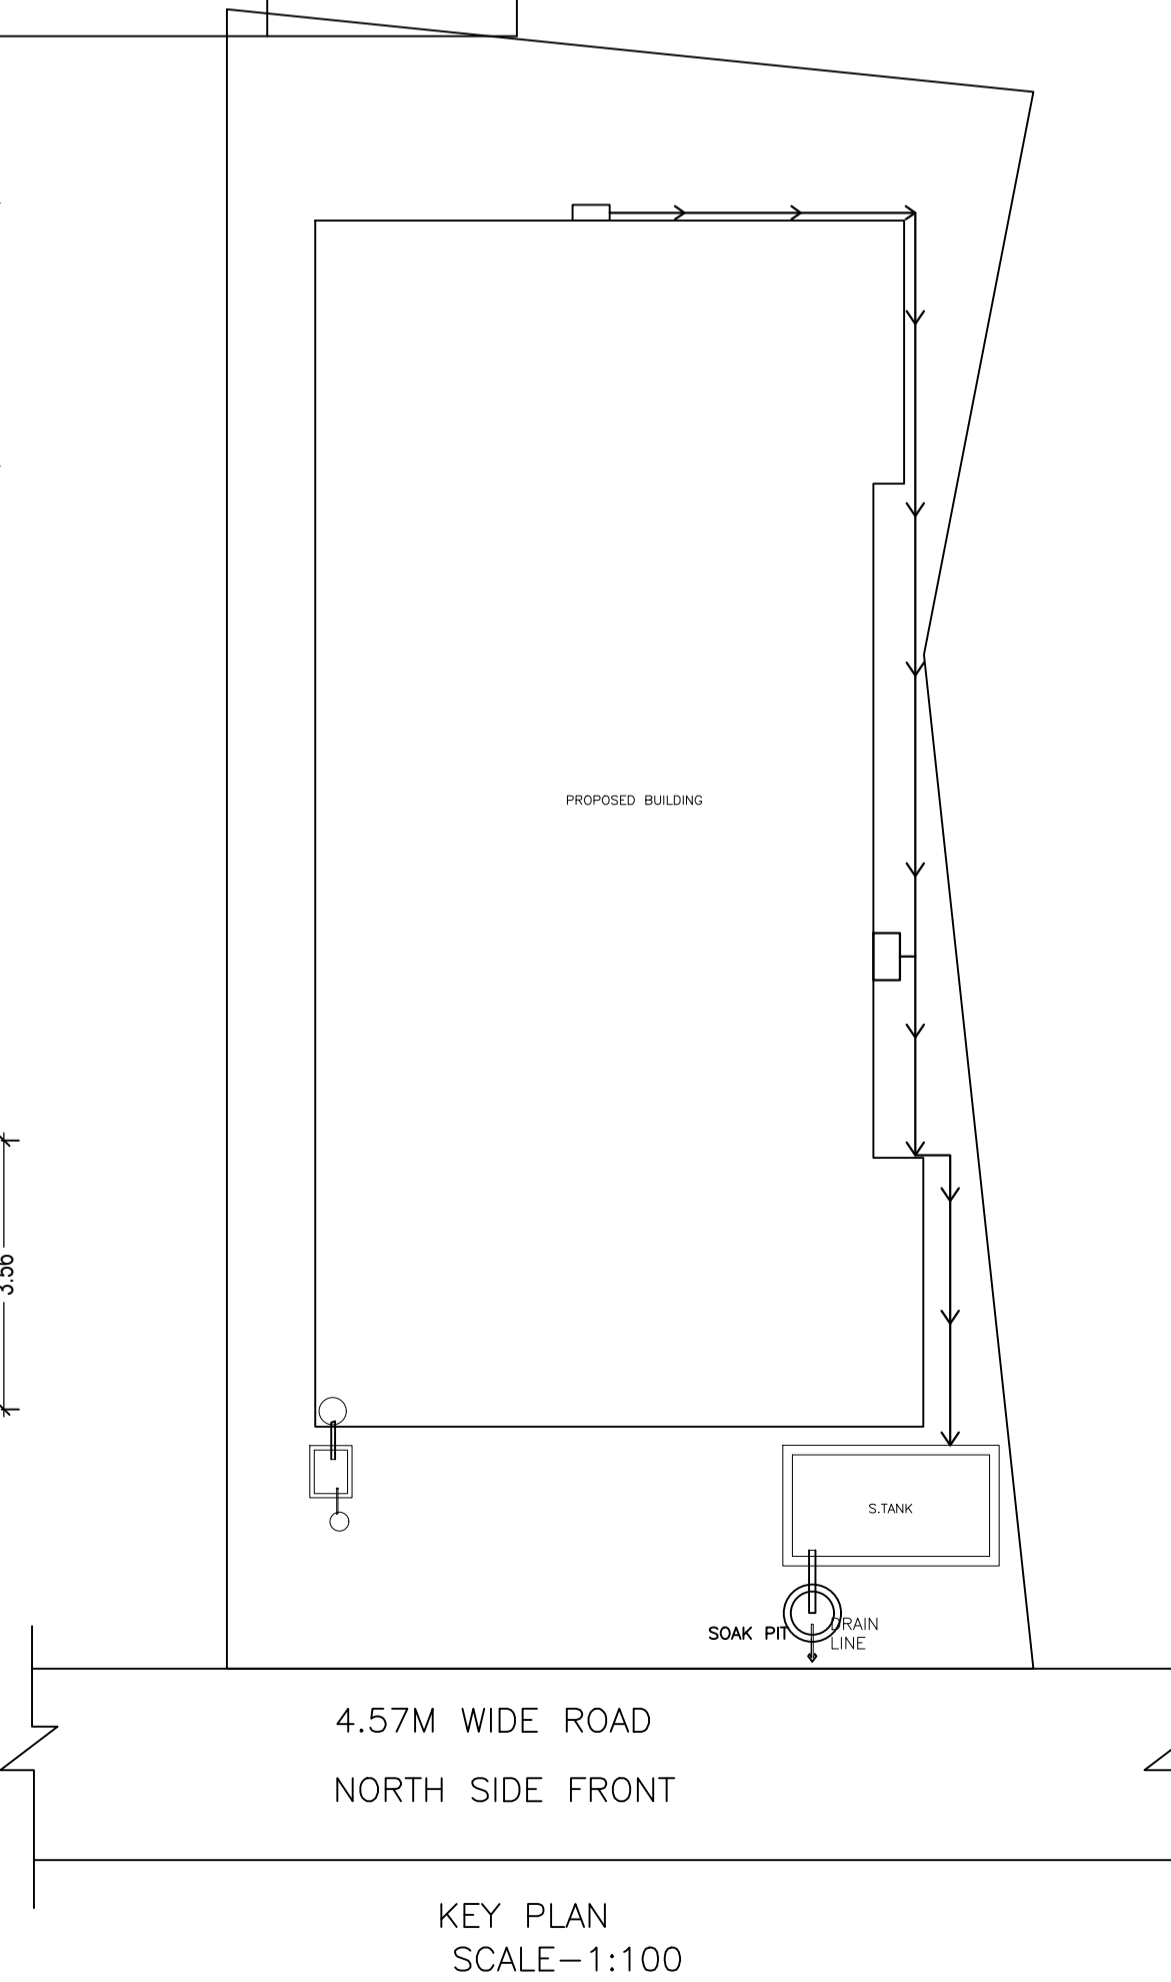 PROPOSED BUILDING
3.56
S.TANK
SOAK PIT
DRAIN
LINE
4.57M WIDE ROAD
NORTH SIDE FRONT
KEY PLAN
SCALE-1:100